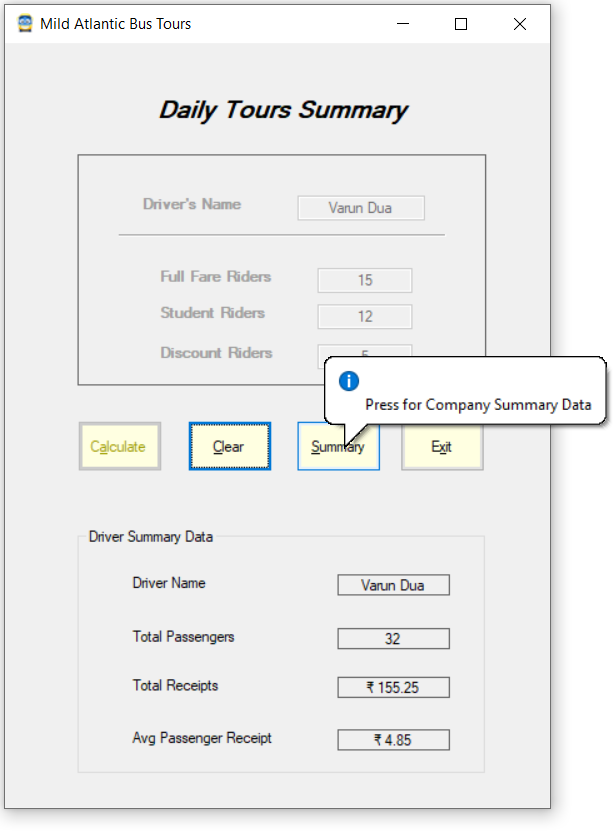 Mild Atlantic Bus Tours
Daily Tours Summary
Driver's Name Varun Dua
Full Fare Riders 15
Student Riders 12
Discount Riders
Press for Company Summary Data
Calculate Clear Summary Exit
Driver Summary Data
Driver Name Varun Dua
Total Passengers 32
Total Receipts ₹ 155.25
Avg Passenger Receipt ₹ 4.85